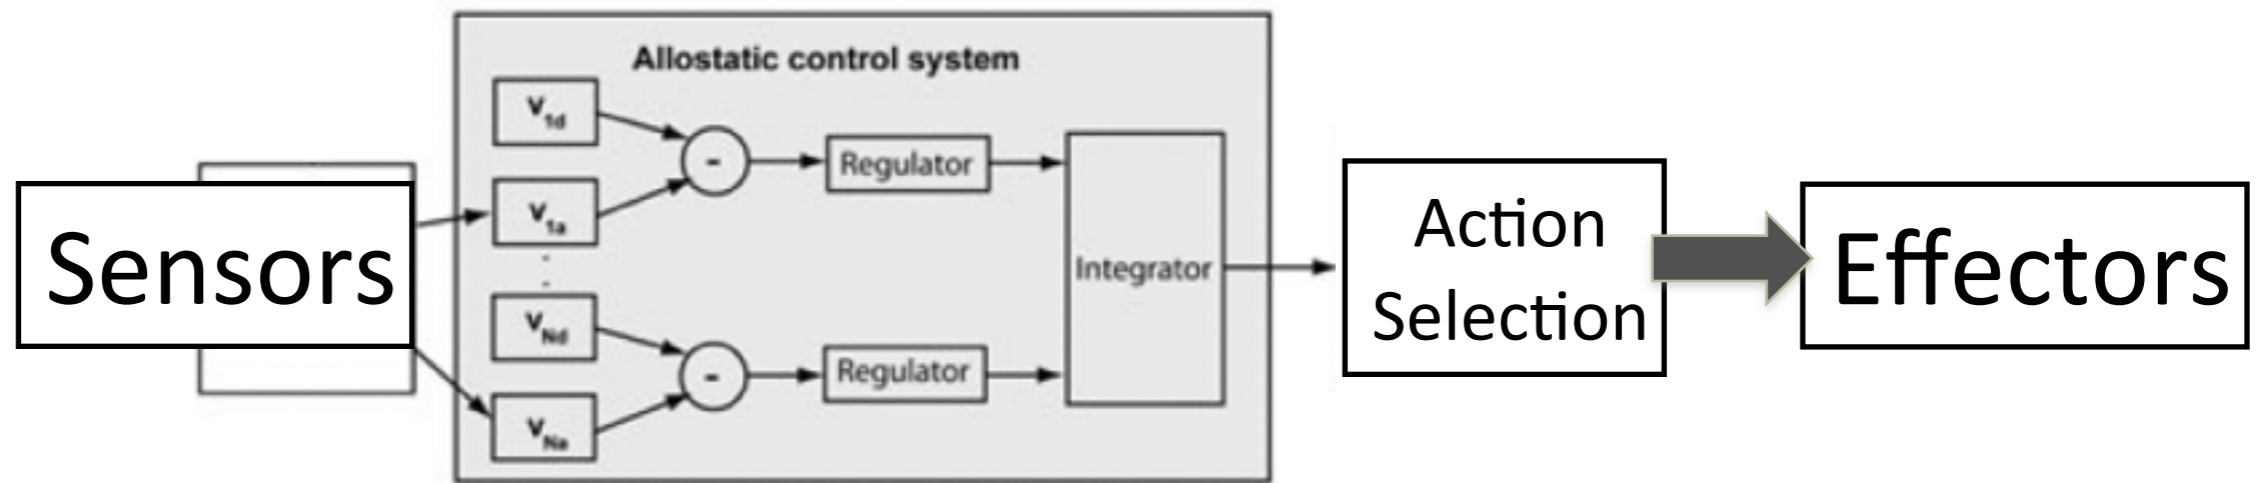 Allostatic control system
Sensors
V1d
V1a
VNd
VNa
-
-
Regulator
Regulator
Integrator
Action
Selection
Effectors